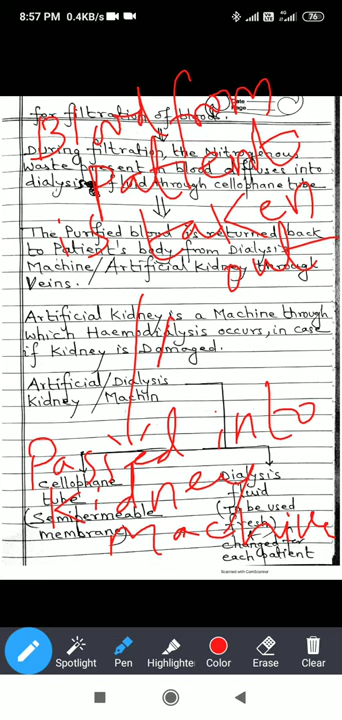 8:57 PM 0.4KB/s
4G
76
Date
Page
for filtration of blood.
During filtration, the Nitrogenous
waste present in blood diffuses into
dialysis fluid through cellophane tube
The Purified blood is returned back
to Patient's body from Dialysis
Machine/Artificial kidney through
Veins.
Artificial Kidney is a Machine through
which Haemodialysis occurs, in case
if Kidney is Damaged.
Artificial/Dialysis
Kidney/Machin
cellophane
tube
(Semipermeable
membrane)
Dialysis
fluid
(To be used
fresh &
changed for
each patient
Blood from
Patient
is taken
out
Passed into
Kidney
machine
Scanned with CamScanner
Spotlight
Pen
Highlighter
Color
Erase
Clear